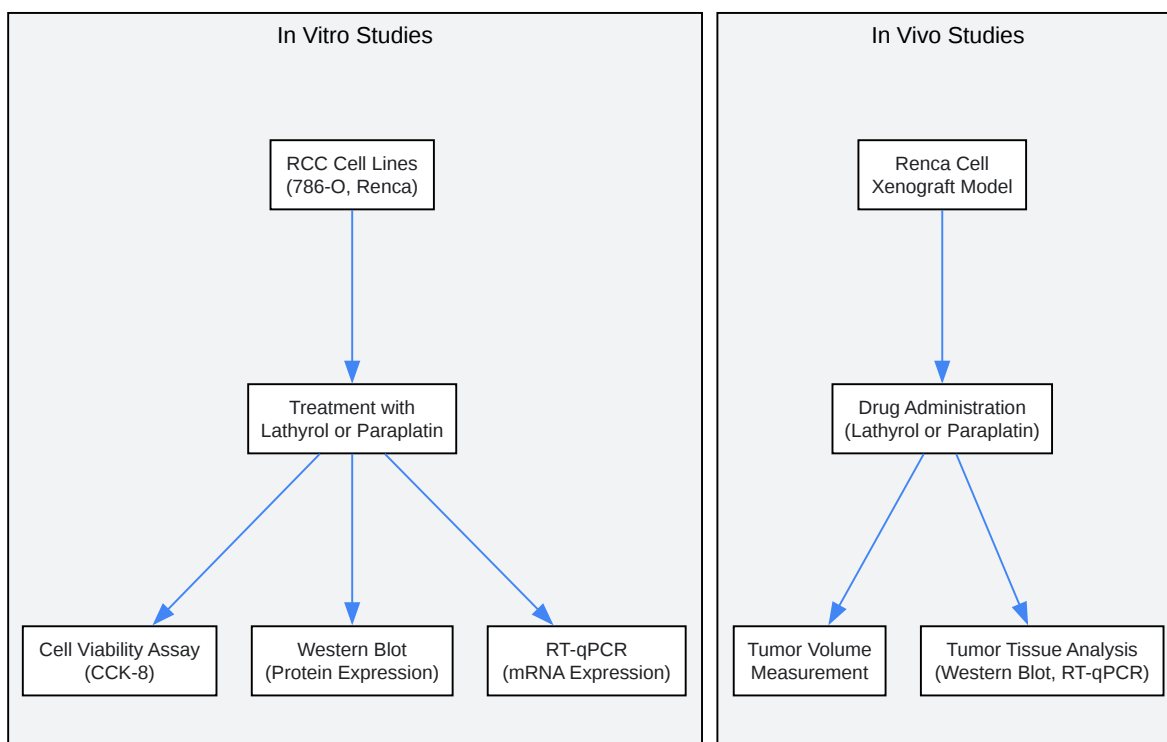 In Vitro Studies
RCC Cell Lines
(786-O, Renca)
Treatment with
Lathyrol or Paraplatin
Cell Viability Assay
(CCK-8)
Western Blot
(Protein Expression)
RT-qPCR
(mRNA Expression)
In Vivo Studies
Renca Cell
Xenograft Model
Drug Administration
(Lathyrol or Paraplatin)
Tumor Volume
Measurement
Tumor Tissue Analysis
(Western Blot, RT-qPCR)